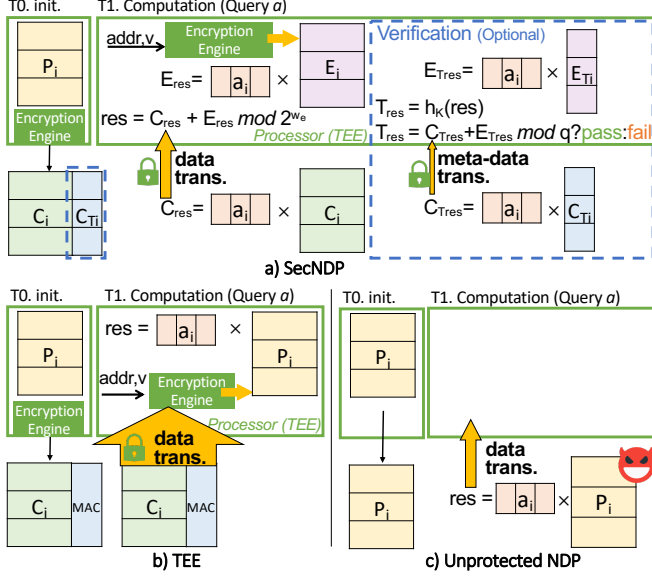 T0. init.
T1. Computation (Query a)
P_i
Encryption Engine
C_i
C_Ti
addr,v
Encryption Engine
E_res= a_i × E_i
res = C_res + E_res mod 2^w_e
Processor (TEE)
data trans.
C_res= a_i × C_i
Verification (Optional)
E_Tres= a_i × E_Ti
T_res = h_K(res)
T_res = C_Tres+E_Tres mod q?pass:fail
meta-data trans.
C_Tres= a_i × C_Ti
a) SecNDP
T0. init.
T1. Computation (Query a)
P_i
Encryption Engine
C_i
MAC
res = a_i × P_i
addr,v
Encryption Engine
Processor (TEE)
data trans.
C_i
MAC
b) TEE
T0. init.
T1. Computation (Query a)
P_i
P_i
data trans.
res= a_i × P_i
c) Unprotected NDP